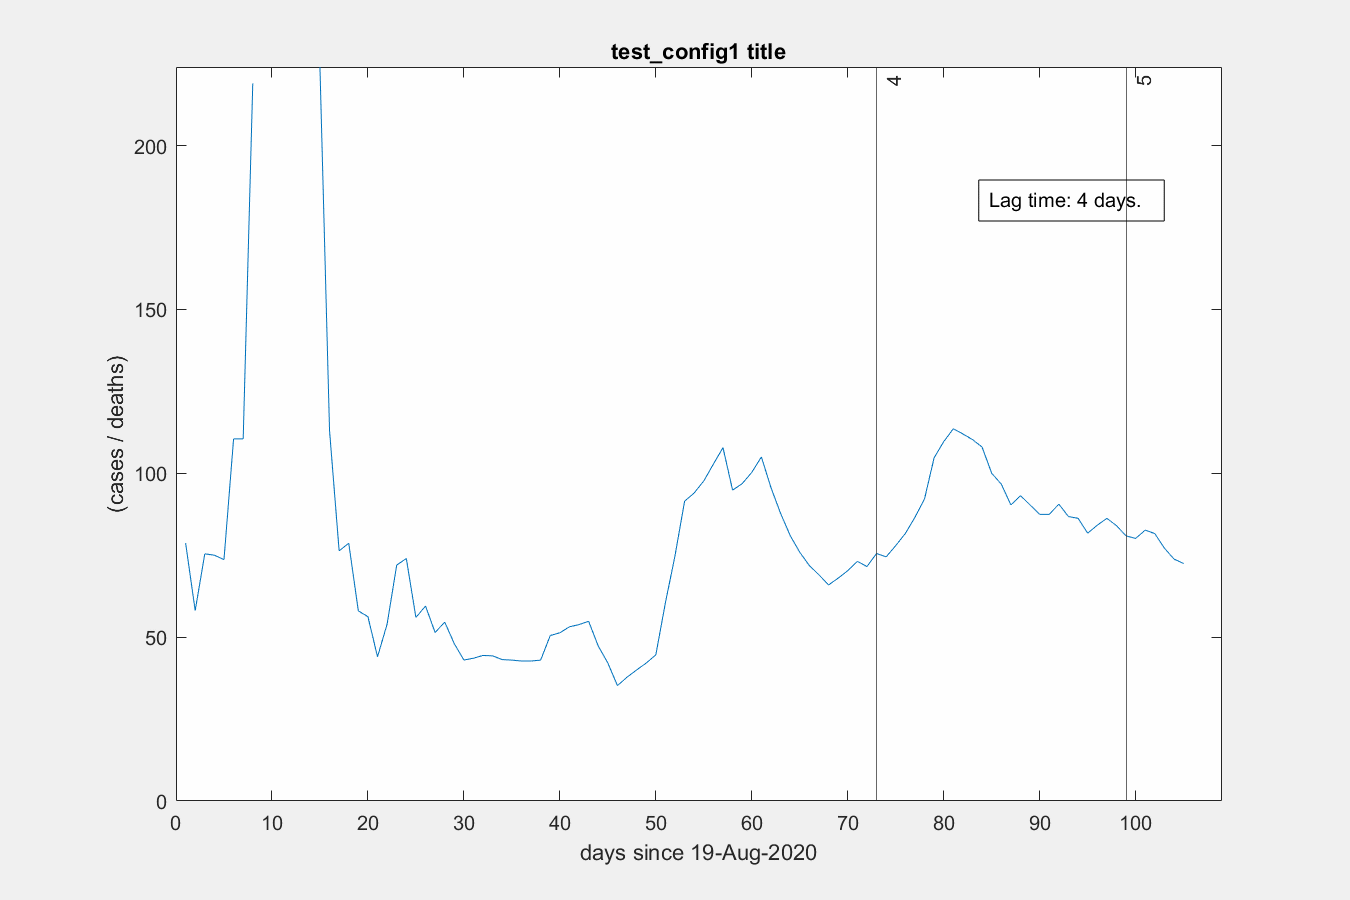 test_config1 title
4
5
200
Lag time: 4 days.
150
(cases / deaths)
100
50
0
0 10 20 30 40 50 60 70 80 90 100
days since 19-Aug-2020